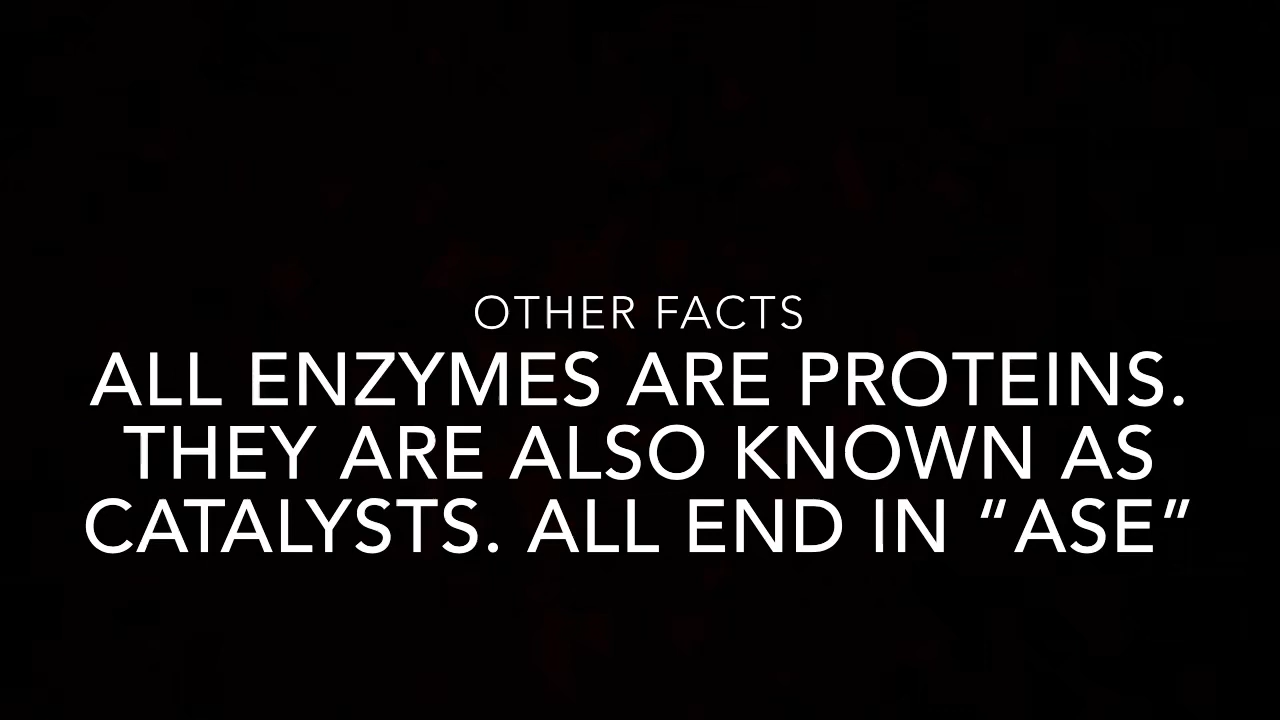 OTHER FACTS
ALL ENZYMES ARE PROTEINS.
THEY ARE ALSO KNOWN AS
CATALYSTS. ALL END IN “ASE”